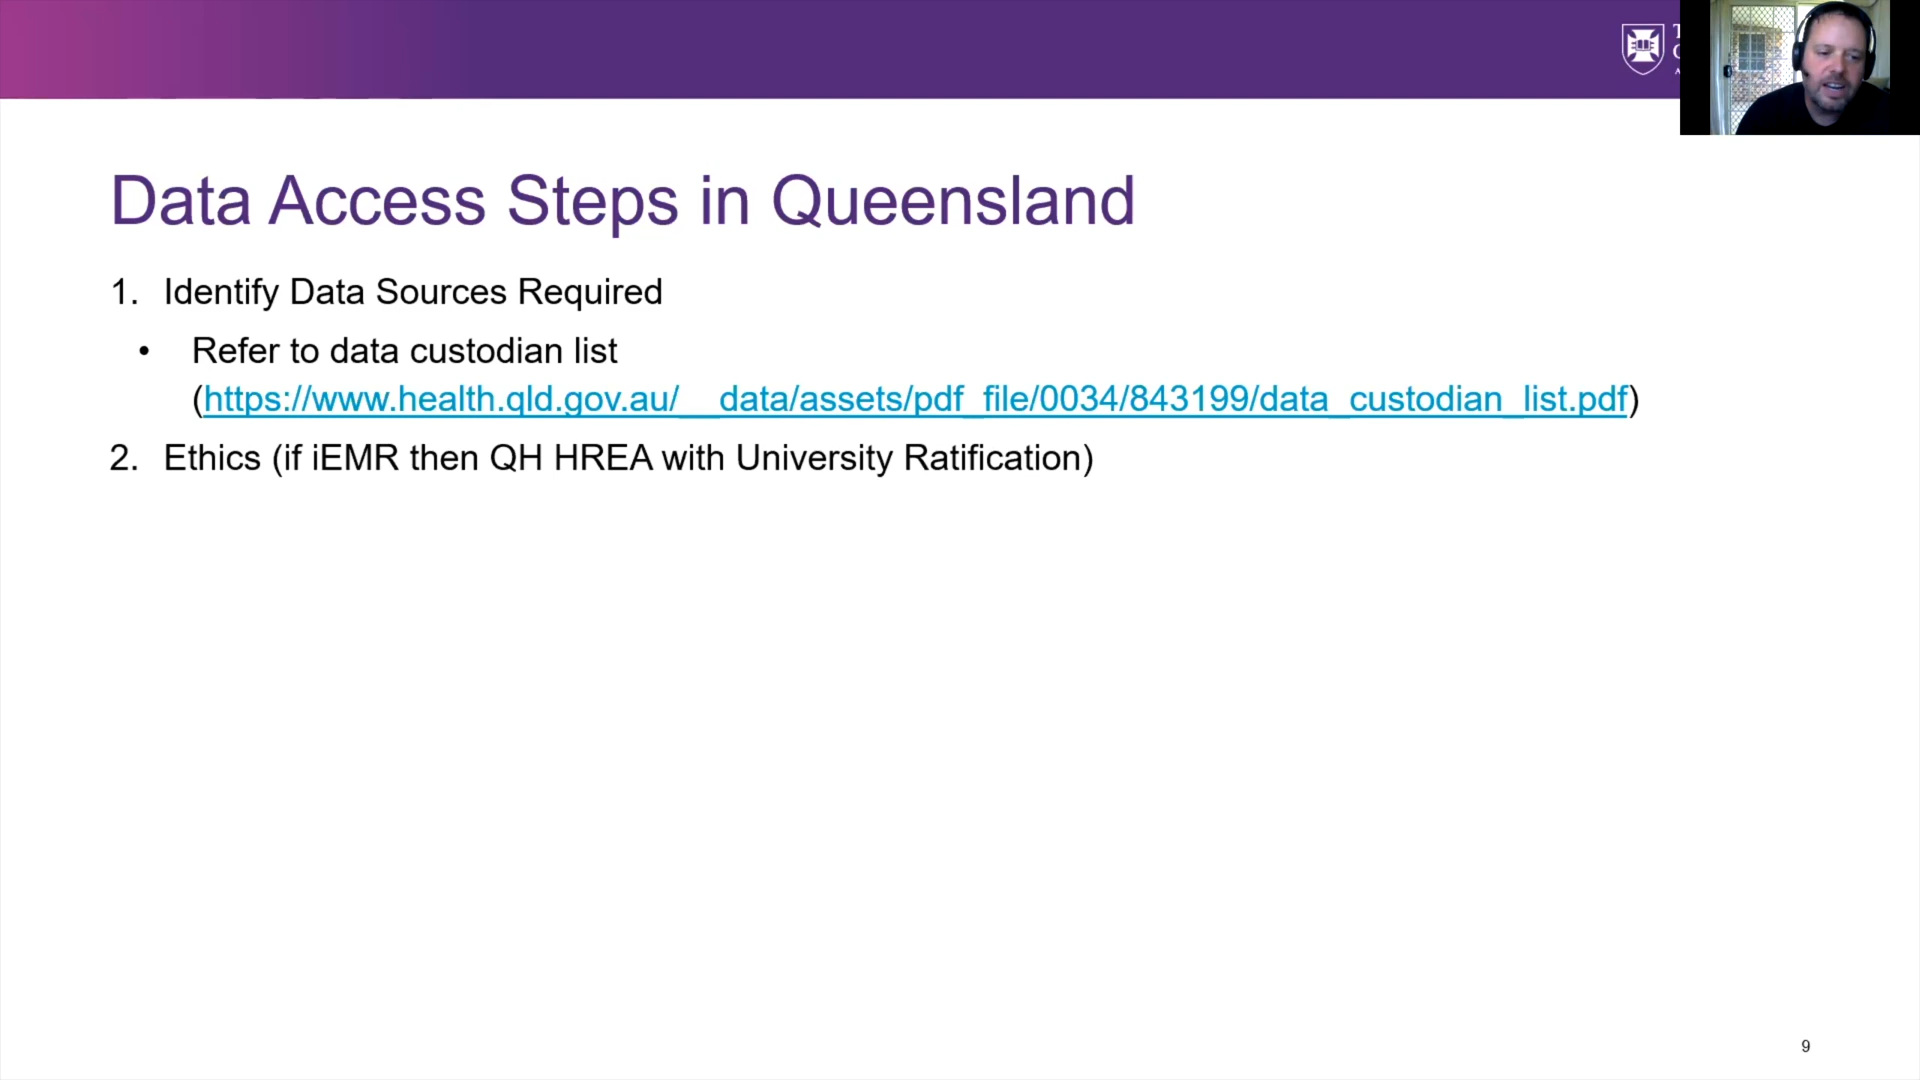 Data Access Steps in Queensland
1. Identify Data Sources Required
• Refer to data custodian list
(https://www.health.qld.gov.au/__data/assets/pdf_file/0034/843199/data_custodian_list.pdf)
2. Ethics (if iEMR then QH HREA with University Ratification)
9